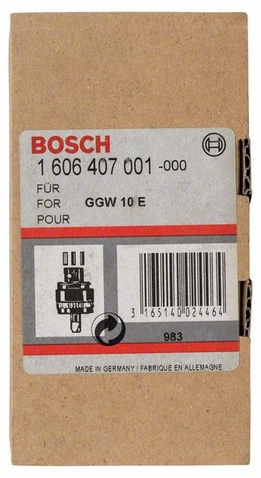 BOSCH
1 606 407 001 -000
FÜR
FOR GGW 10 E
POUR
3 165140 024464
983
MADE IN GERMANY / FABRIQUE EN ALLEMAGNE